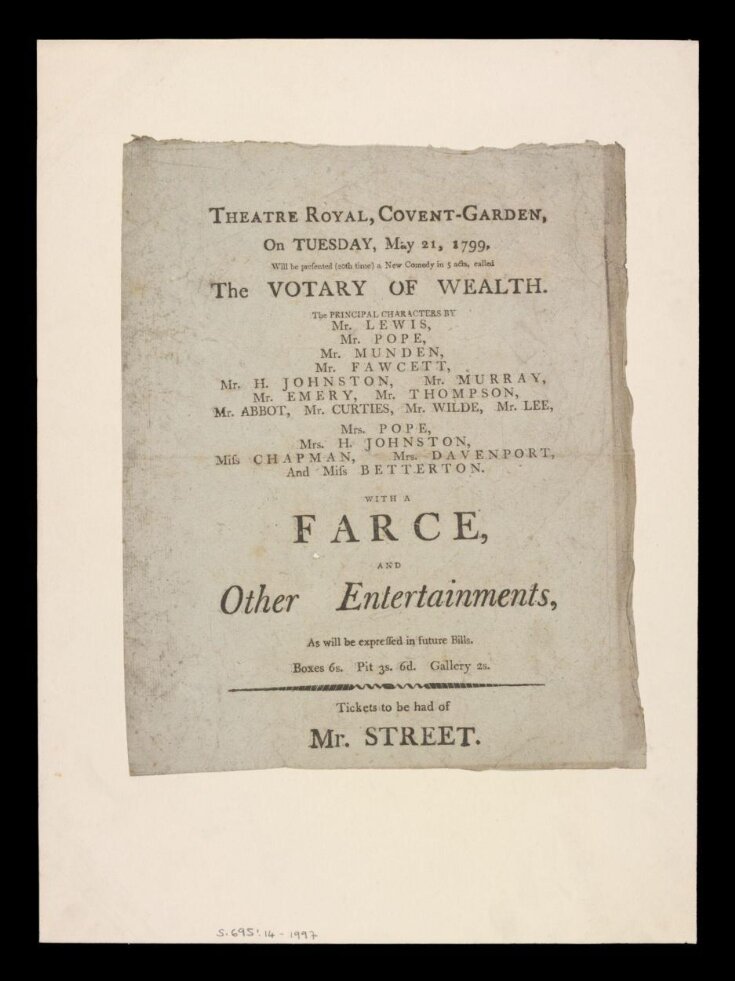 THEATRE ROYAL, COVENT-GARDEN,
On TUESDAY, May 21, 1799,
Will be preſented (20th time) a New Comedy in 5 acts, called
The VOTARY OF WEALTH.
The PRINCIPAL CHARACTERS BY
Mr. LEWIS,
Mr. POPE,
Mr. MUNDEN,
Mr. FAWCETT,
Mr. H. JOHNSTON, Mr. MURRAY,
Mr. EMERY, Mr. THOMPSON,
Mr. ABBOT, Mr. CURTIES, Mr. WILDE, Mr. LEE,
Mrs. POPE,
Mrs. H. JOHNSTON,
Miſs CHAPMAN, Mrs. DAVENPORT,
And Miſs BETTERTON.
WITH A
FARCE,
AND
Other Entertainments,
As will be expreſſed in future Bills.
Boxes 6s. Pit 3s. 6d. Gallery 2s.
Tickets to be had of
Mr. STREET.
S.695:14-1997